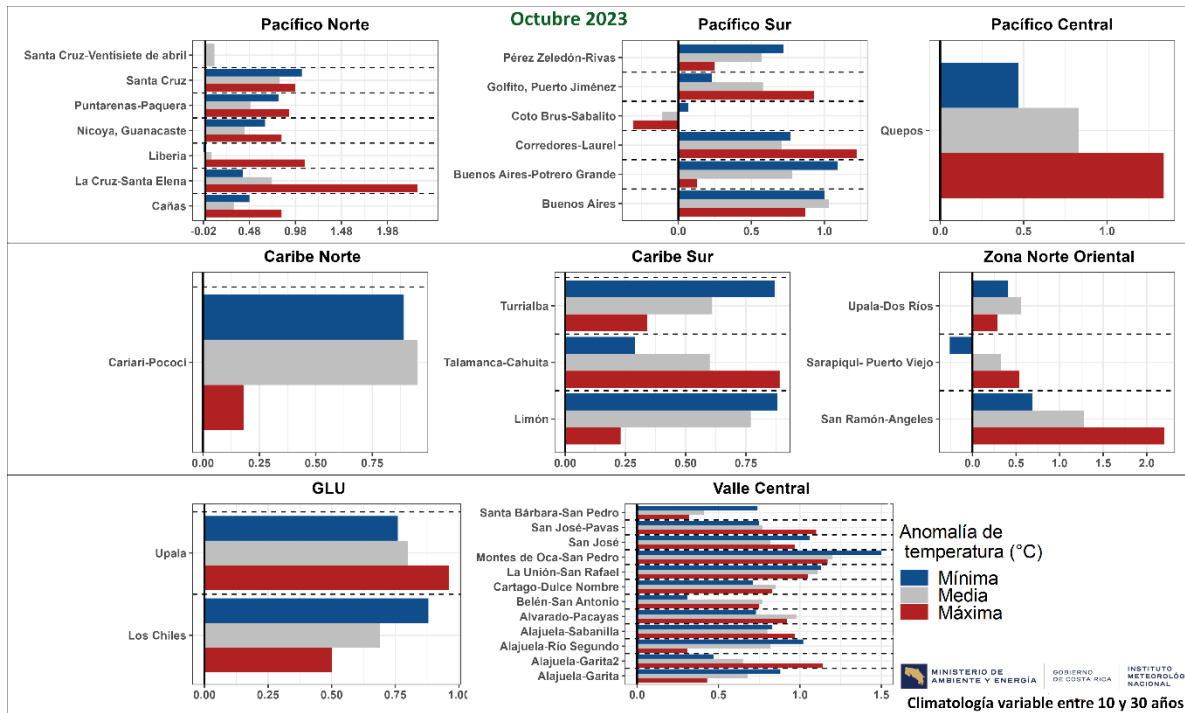 Octubre 2023
Pacífico Norte
Santa Cruz-Ventisiete de abril
Santa Cruz
Puntarenas-Paquera
Nicoya, Guanacaste
Liberia
La Cruz-Santa Elena
Cañas
-0.02 0.48 0.98 1.48 1.98
Pacífico Sur
Pérez Zeledón-Rivas
Golfito, Puerto Jiménez
Coto Brus-Sabalito
Corredores-Laurel
Buenos Aires-Potrero Grande
Buenos Aires
0.0 0.5 1.0
Pacífico Central
Quepos
0.0 0.5 1.0
Caribe Norte
Cariari-Pococí
0.00 0.25 0.50 0.75
Caribe Sur
Turrialba
Talamanca-Cahuita
Limón
0.00 0.25 0.50 0.75
Zona Norte Oriental
Upala-Dos Ríos
Sarapiquí- Puerto Viejo
San Ramón-Angeles
0.0 0.5 1.0 1.5 2.0
GLU
Upala
Los Chiles
0.00 0.25 0.50 0.75 1.00
Valle Central
Santa Bárbara-San Pedro
San José-Pavas
San José
Montes de Oca-San Pedro
La Unión-San Rafael
Cartago-Dulce Nombre
Belén-San Antonio
Alvarado-Pacayas
Alajuela-Sabanilla
Alajuela-Río Segundo
Alajuela-Garita2
Alajuela-Garita
0.0 0.5 1.0 1.5
Anomalía de
temperatura (°C)
Mínima
Media
Máxima
MINISTERIO DE
AMBIENTE Y ENERGÍA
GOBIERNO
DE COSTA RICA
INSTITUTO
METEOROLÓG
NACIONAL
Climatología variable entre 10 y 30 años